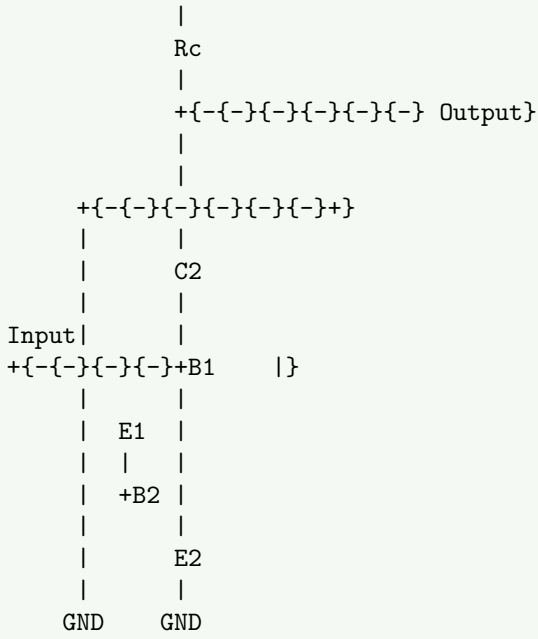 |
Rc
|
+{-{-}{-}{-}{-}{-} Output}
|
|
+{-{-}{-}{-}{-}{-}+}
| |
| C2
| |
Input| |
+{-{-}{-}{-}+B1 |}
| |
| E1 |
| | |
| +B2 |
| |
| E2
| |
GND GND